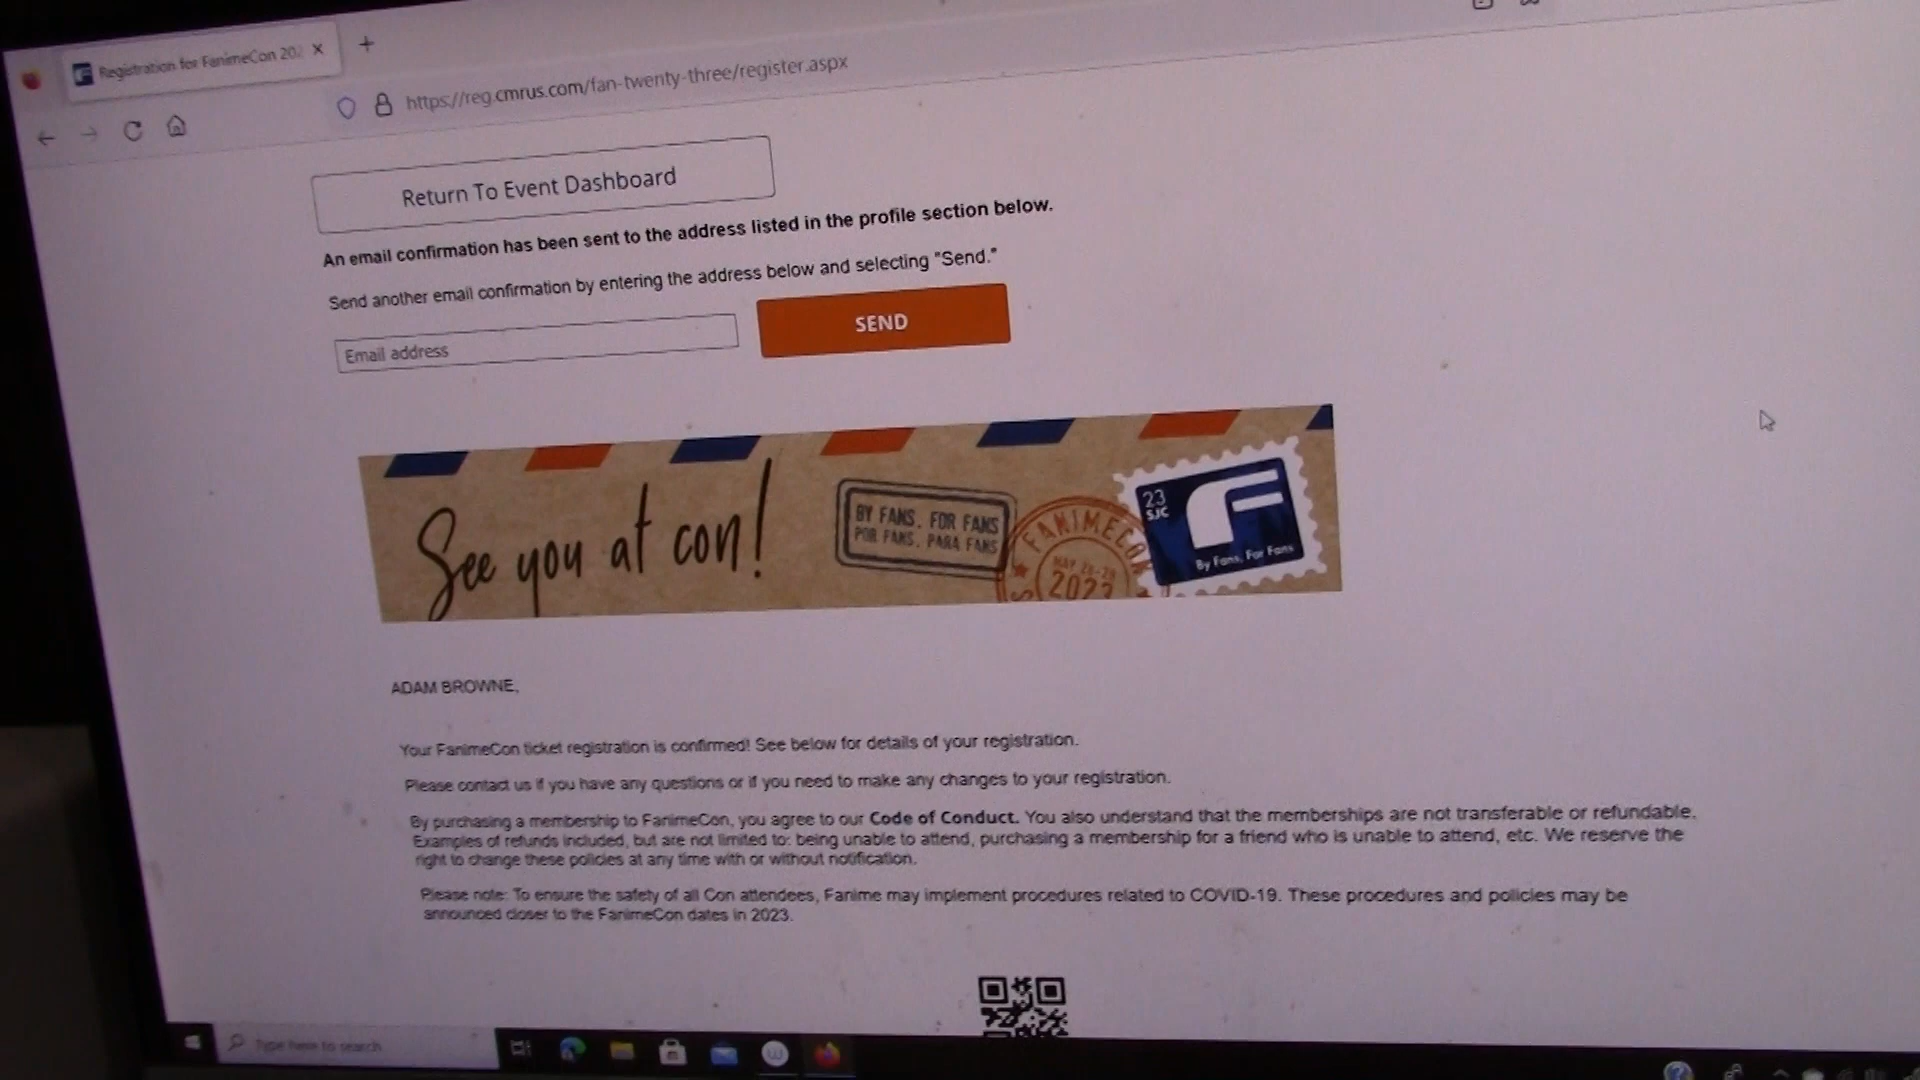 Registration for FanimeCon 202
https://reg.cmrus.com/fan-twenty-three/register.aspx
Return To Event Dashboard
An email confirmation has been sent to the address listed in the profile section below.
Send another email confirmation by entering the address below and selecting "Send."
Email address
SEND
See you at con!
BY FANS, FOR FANS
POR FANS, PARA FANS
FANIMECON
2023
23
SJC
By Fans, For Fans
ADAM BROWNE,
Your FanimeCon ticket registration is confirmed! See below for details of your registration.
Please contact us if you have any questions or if you need to make any changes to your registration.
By purchasing a membership to FanimeCon, you agree to our Code of Conduct. You also understand that the memberships are not transferable or refundable.
Examples of refunds included, but are not limited to: being unable to attend, purchasing a membership for a friend who is unable to attend, etc. We reserve the
right to change these policies at any time with or without notification.
Please note: To ensure the safety of all Con attendees, Fanime may implement procedures related to COVID-19. These procedures and policies may be
announced closer to the FanimeCon dates in 2023.
Type here to search